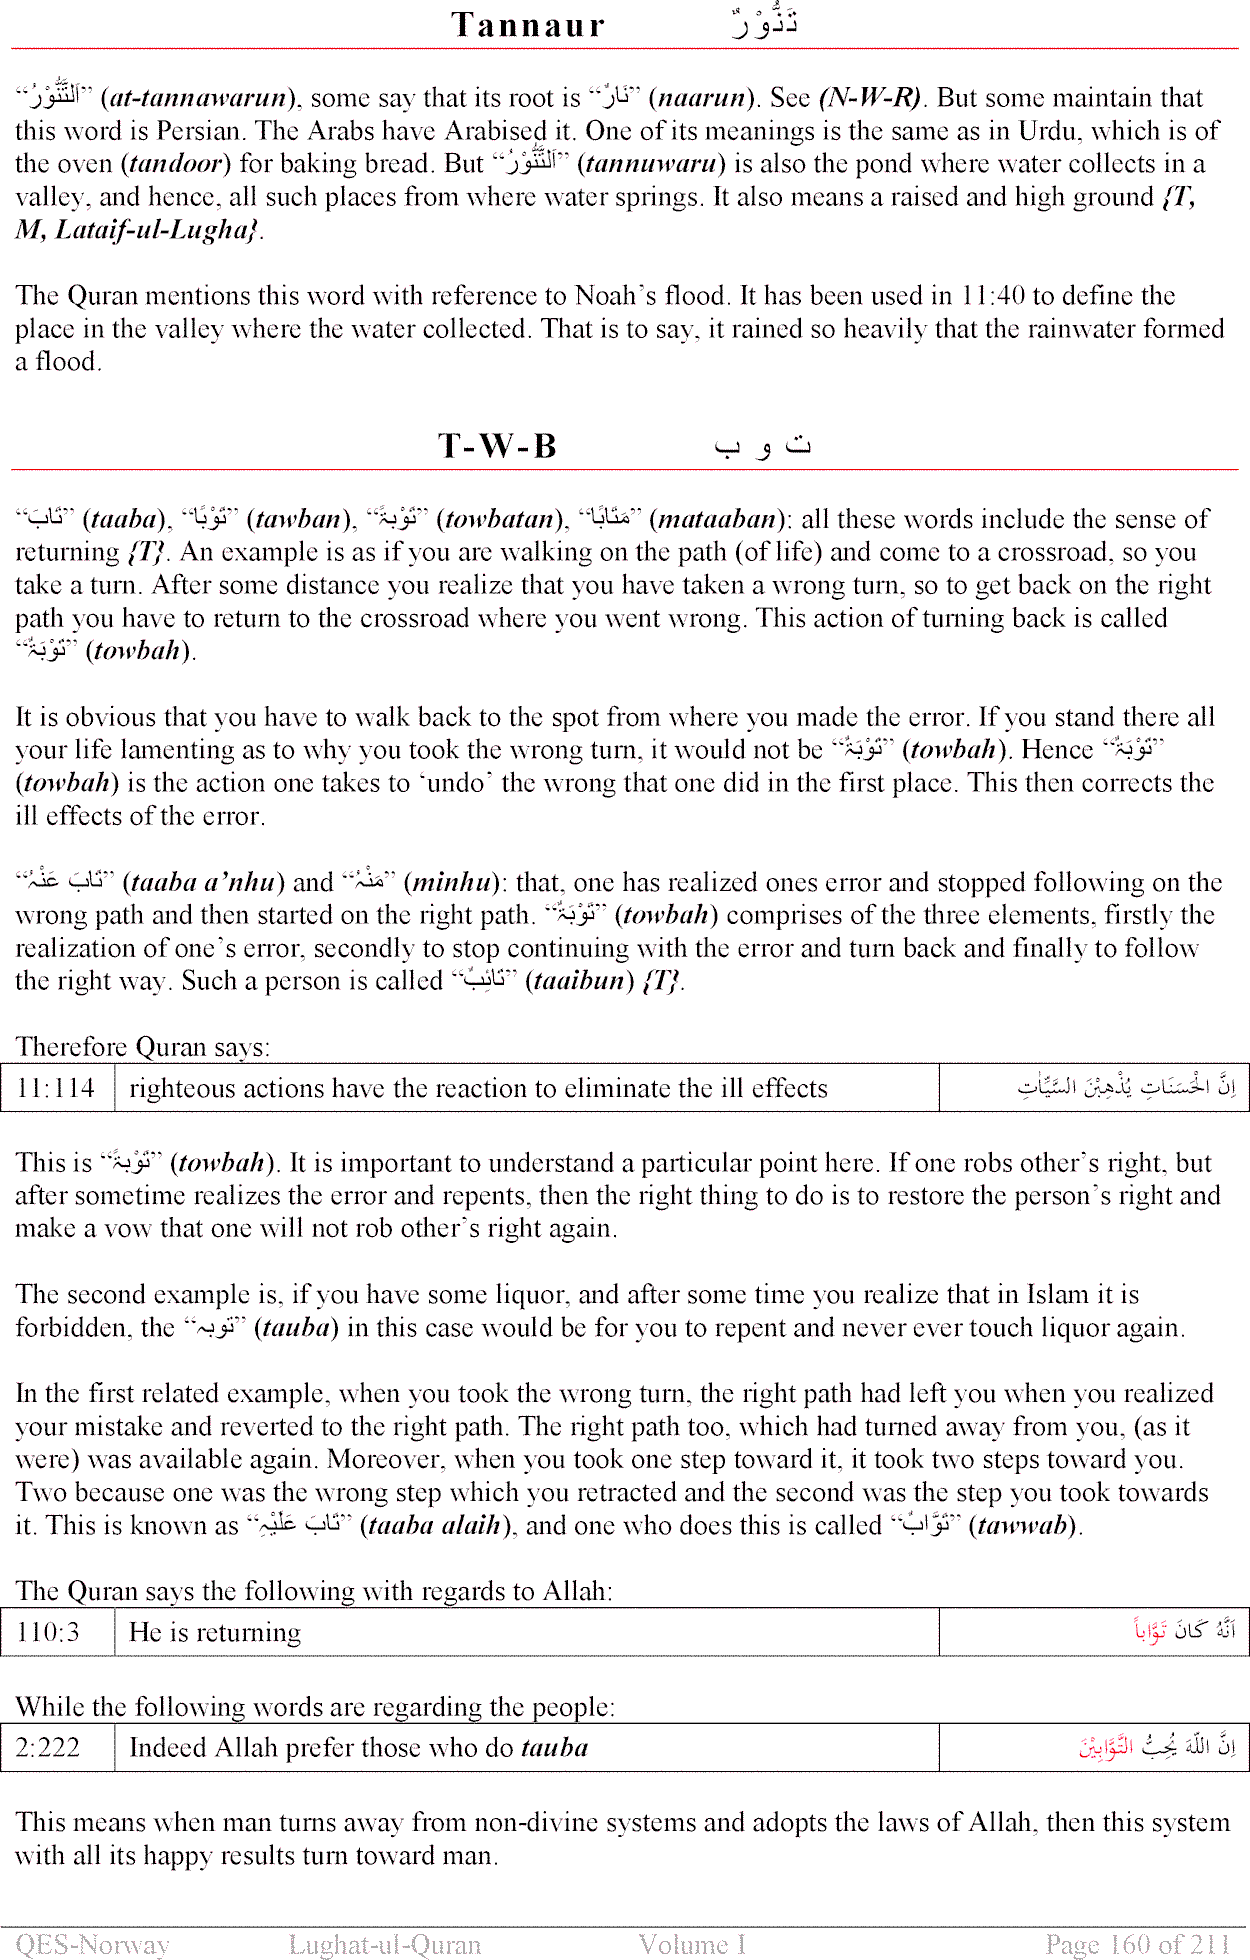 Tannaur تَنُّوْرٌ
“اَلتَّنُّوْرُ” (at-tannawarun), some say that its root is “نَارٌ” (naarun). See (N-W-R). But some maintain that
this word is Persian. The Arabs have Arabised it. One of its meanings is the same as in Urdu, which is of
the oven (tandoor) for baking bread. But “اَلتَّنُّوْرُ” (tannuwaru) is also the pond where water collects in a
valley, and hence, all such places from where water springs. It also means a raised and high ground {T,
M, Lataif-ul-Lugha}.
The Quran mentions this word with reference to Noah’s flood. It has been used in 11:40 to define the
place in the valley where the water collected. That is to say, it rained so heavily that the rainwater formed
a flood.
T-W-B ت و ب
“تَابَ” (taaba), “تَوْبًا” (tawban), “تَوْبَۃً” (towbatan), “مَتَابًا” (mataaban): all these words include the sense of
returning {T}. An example is as if you are walking on the path (of life) and come to a crossroad, so you
take a turn. After some distance you realize that you have taken a wrong turn, so to get back on the right
path you have to return to the crossroad where you went wrong. This action of turning back is called
“تَوْبَۃٌ” (towbah).
It is obvious that you have to walk back to the spot from where you made the error. If you stand there all
your life lamenting as to why you took the wrong turn, it would not be “تَوْبَۃٌ” (towbah). Hence “تَوْبَۃٌ”
(towbah) is the action one takes to ‘undo’ the wrong that one did in the first place. This then corrects the
ill effects of the error.
“تَابَ عَنْہُ” (taaba a’nhu) and “مَنْہُ” (minhu): that, one has realized ones error and stopped following on the
wrong path and then started on the right path. “تَوْبَۃٌ” (towbah) comprises of the three elements, firstly the
realization of one’s error, secondly to stop continuing with the error and turn back and finally to follow
the right way. Such a person is called “تَائِبٌ” (taaibun) {T}.
Therefore Quran says:
11:114 righteous actions have the reaction to eliminate the ill effects اِنَّ الْحَسَنَاتِ يُذْهِبْنَ السَّيِّاٰتِ
This is “تَوْبَۃً” (towbah). It is important to understand a particular point here. If one robs other’s right, but
after sometime realizes the error and repents, then the right thing to do is to restore the person’s right and
make a vow that one will not rob other’s right again.
The second example is, if you have some liquor, and after some time you realize that in Islam it is
forbidden, the “توبہ” (tauba) in this case would be for you to repent and never ever touch liquor again.
In the first related example, when you took the wrong turn, the right path had left you when you realized
your mistake and reverted to the right path. The right path too, which had turned away from you, (as it
were) was available again. Moreover, when you took one step toward it, it took two steps toward you.
Two because one was the wrong step which you retracted and the second was the step you took towards
it. This is known as “تَابَ عَلَيْہِ” (taaba alaih), and one who does this is called “تَوَّابٌ” (tawwab).
The Quran says the following with regards to Allah:
110:3 He is returning اَنَّهُ كَانَ تَوَّاباً
While the following words are regarding the people:
2:222 Indeed Allah prefer those who do tauba اِنَّ اللّٰهَ يُحِبُّ التَّوَّابِيْنَ
This means when man turns away from non-divine systems and adopts the laws of Allah, then this system
with all its happy results turn toward man.
QES-Norway Lughat-ul-Quran Volume I Page 160 of 211